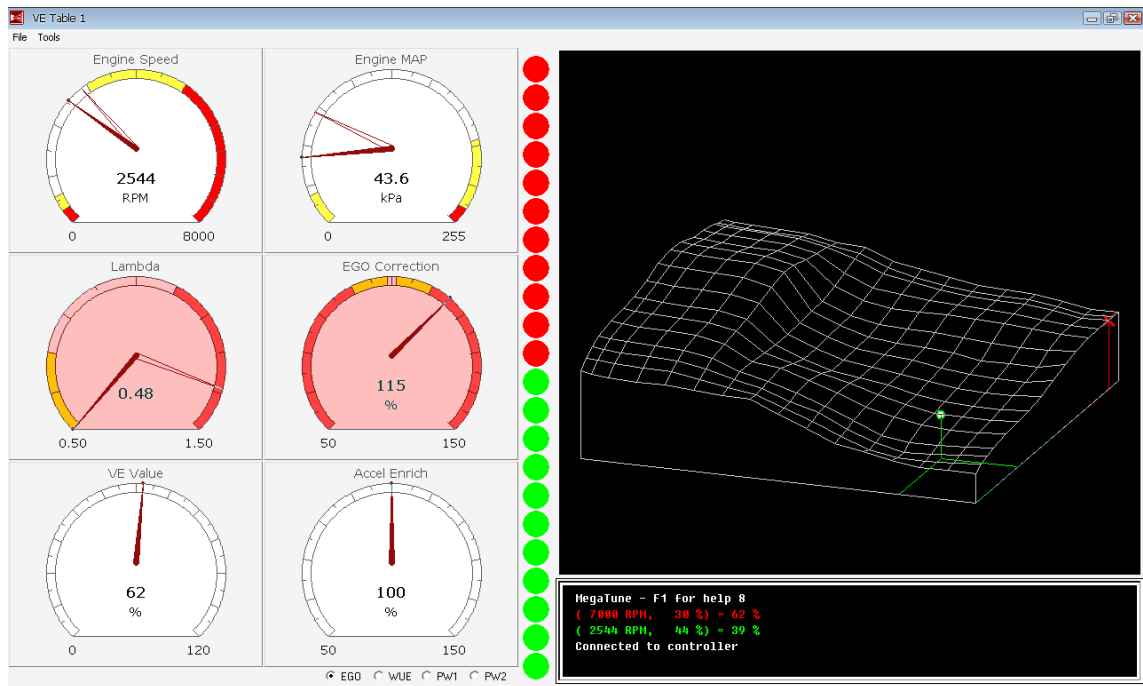 VE Table 1
File Tools
Engine Speed
2544
RPM
0 8000
Engine MAP
43.6
kPa
0 255
Lambda
0.48
0.50 1.50
EGO Correction
115
%
50 150
VE Value
62
%
0 120
Accel Enrich
100
%
50 150
EGO WUE PW1 PW2
MegaTune - F1 for help 8
( 7000 RPM, 30 %) = 62 %
( 2544 RPM, 44 %) = 39 %
Connected to controller